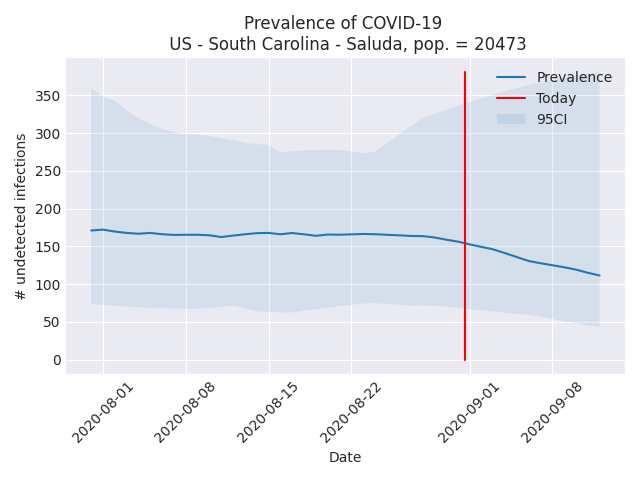 Prevalence of COVID-19
US - South Carolina - Saluda, pop. = 20473
Prevalence
Today
95CI
# undetected infections
350
300
250
200
150
100
50
0
2020-08-01
2020-08-08
2020-08-15
2020-08-22
2020-09-01
2020-09-08
Date